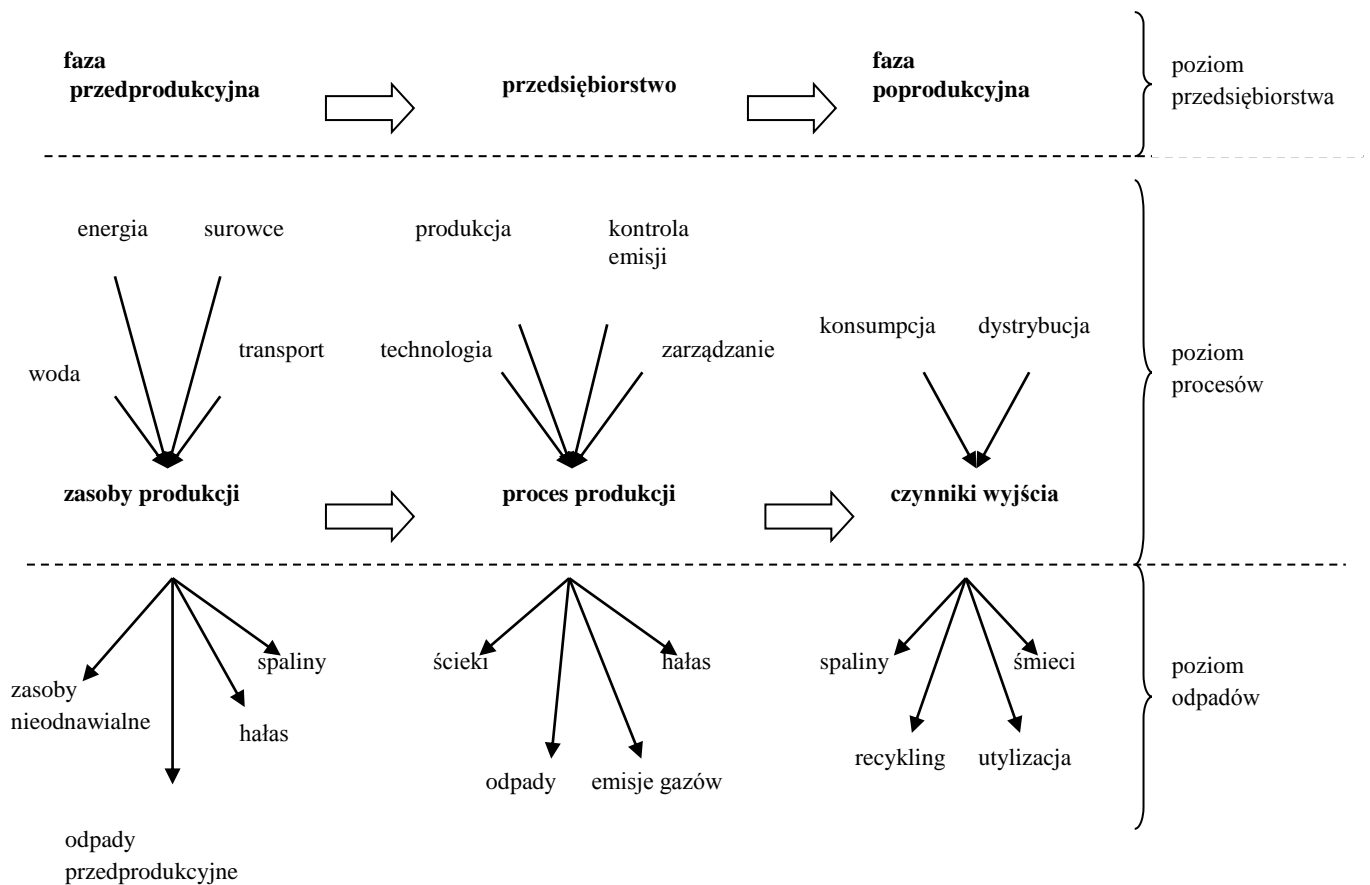 faza
przedprodukcyjna
przedsiębiorstwo
faza
poprodukcyjna
poziom
przedsiębiorstwa
energia
surowce
produkcja
kontrola
emisji
konsumpcja
dystrybucja
woda
transport
technologia
zarządzanie
poziom
procesów
zasoby produkcji
proces produkcji
czynniki wyjścia
zasoby
nieodnawialne
spaliny
hałas
odpady
przedprodukcyjne
ścieki
hałas
odpady
emisje gazów
spaliny
śmieci
recykling
utylizacja
poziom
odpadów